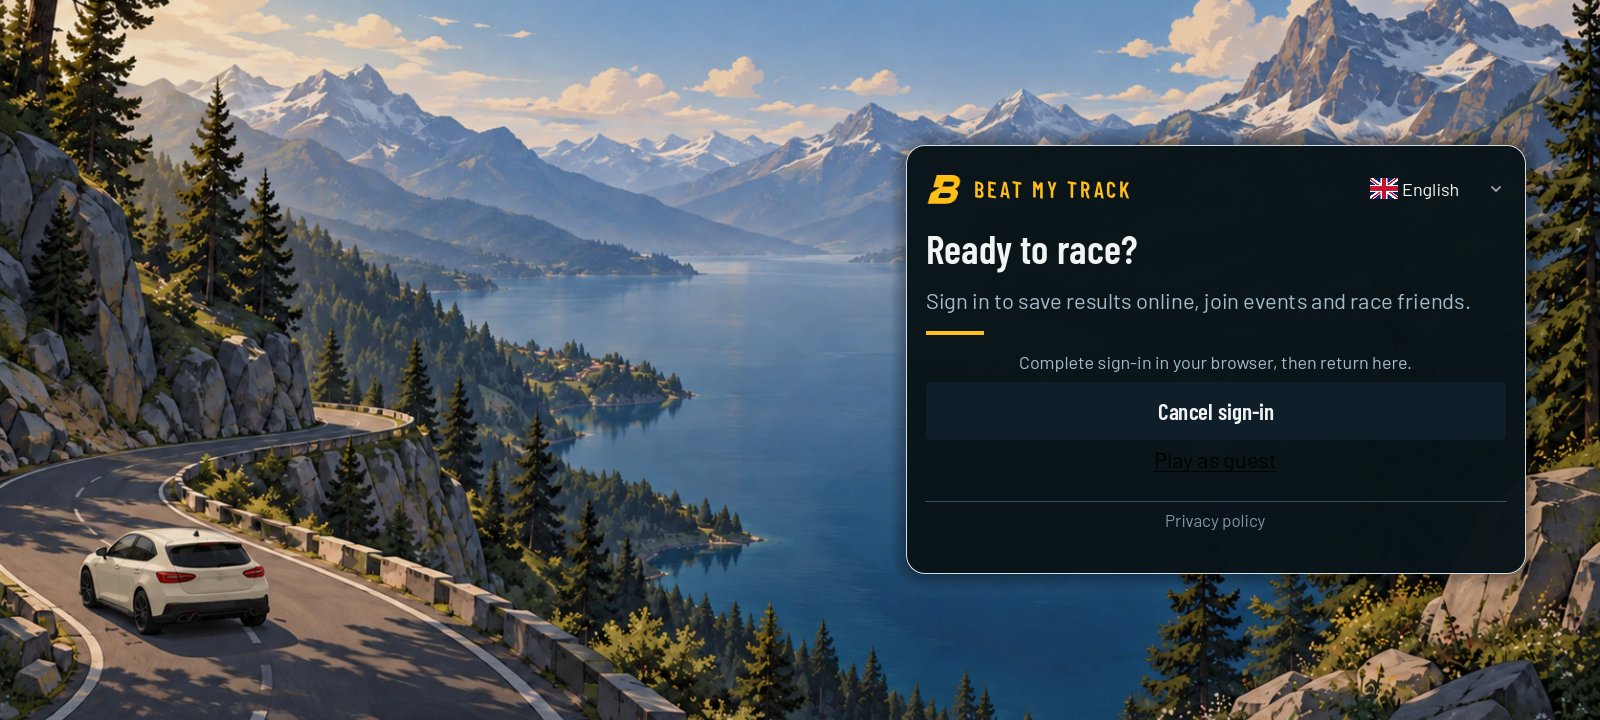 BEAT MY TRACK
English
Ready to race?
Sign in to save results online, join events and race friends.
Complete sign-in in your browser, then return here.
Cancel sign-in
Play as guest
Privacy policy